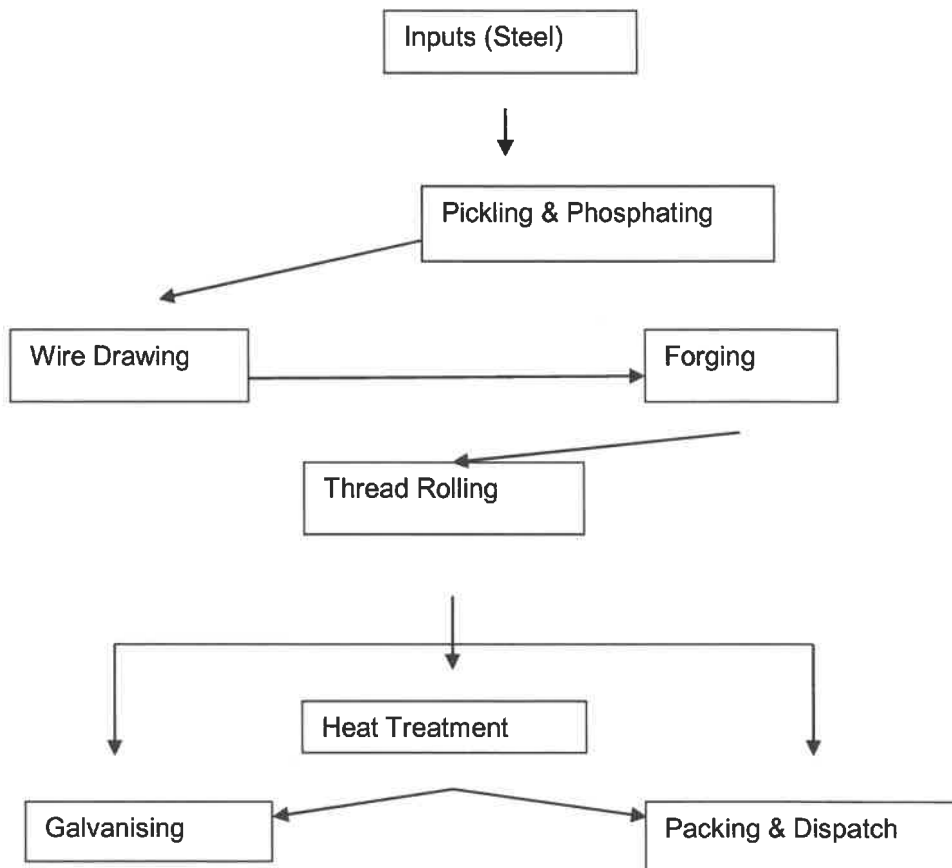 Inputs (Steel)
Pickling & Phosphating
Wire Drawing
Forging
Thread Rolling
Heat Treatment
Galvanising
Packing & Dispatch